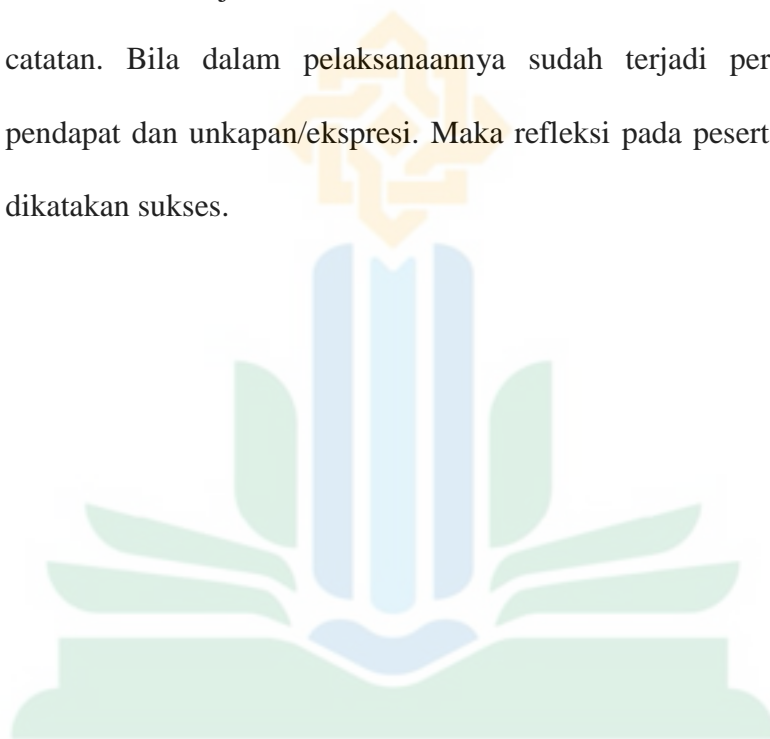 catatan. Bila dalam pelaksanaannya sudah terjadi per
pendapat dan unkapan/ekspresi. Maka refleksi pada pesert
dikatakan sukses.